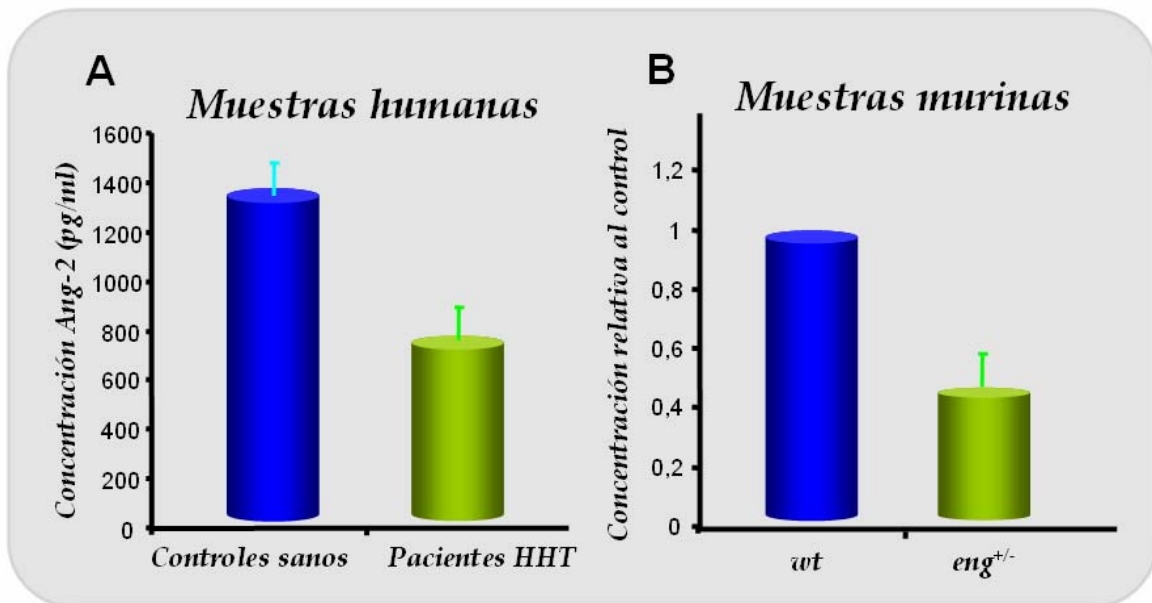 A
Muestras humanas
Concentración Ang-2 (pg/ml)
1600
1400
1200
1000
800
600
400
200
0
Controles sanos
Pacientes HHT
B
Muestras murinas
Concentración relativa al control
1,2
1
0,8
0,6
0,4
0,2
0
wt
eng+/-